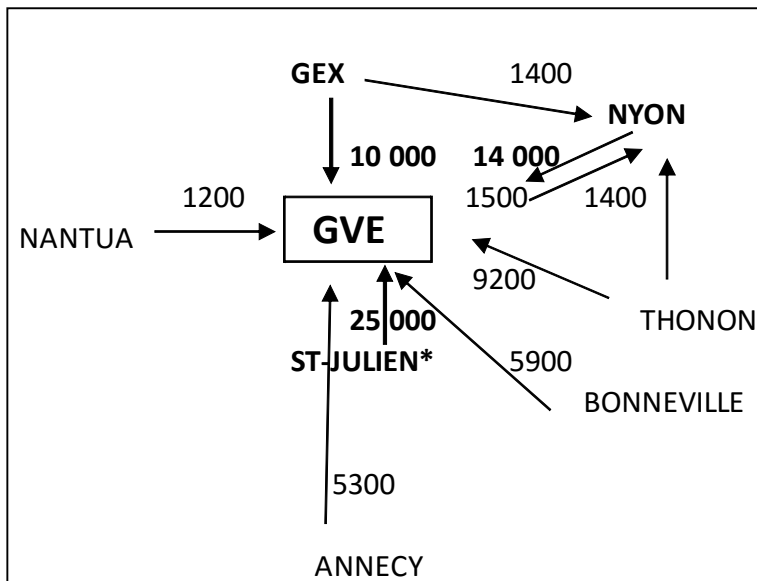 GEX 1400
NYON
10 000 14 000
1200 1500 1400
NANTUA GVE
9200
25 000 THONON
ST-JULIEN* 5900
BONNEVILLE
5300
ANNECY